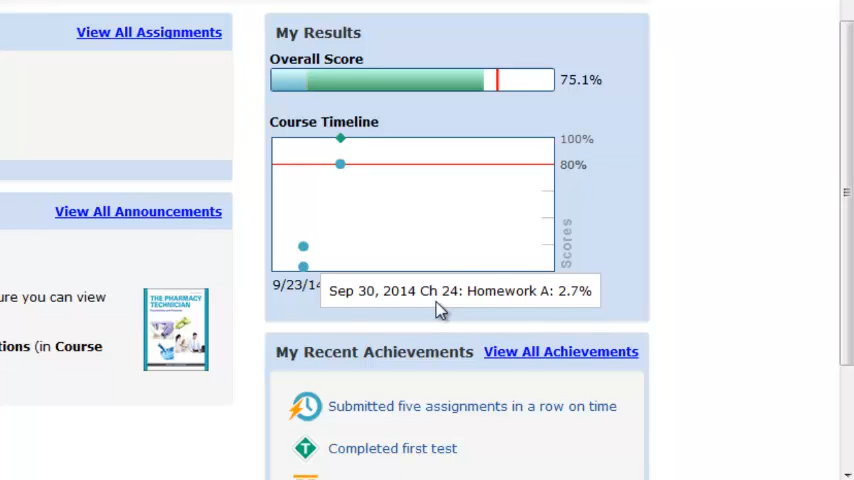 View All Assignments
My Results
Overall Score
75.1%
Course Timeline
100%
80%
Scores
9/23/14
Sep 30, 2014 Ch 24: Homework A: 2.7%
View All Announcements
ure you can view
tions (in Course
THE PHARMACY
TECHNICIAN
My Recent Achievements
View All Achievements
Submitted five assignments in a row on time
T
Completed first test